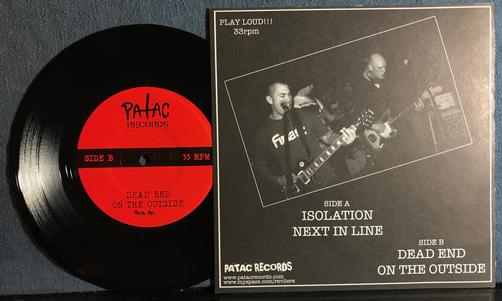 PATAC
RECORDS
SIDE B
33 RPM
DEAD END
ON THE OUTSIDE
PLAY LOUD!!!
33rpm
SIDE A
ISOLATION
NEXT IN LINE
SIDE B
DEAD END
ON THE OUTSIDE
PATAC RECORDS
www.patacrecords.com
www.myspace.com/revilers